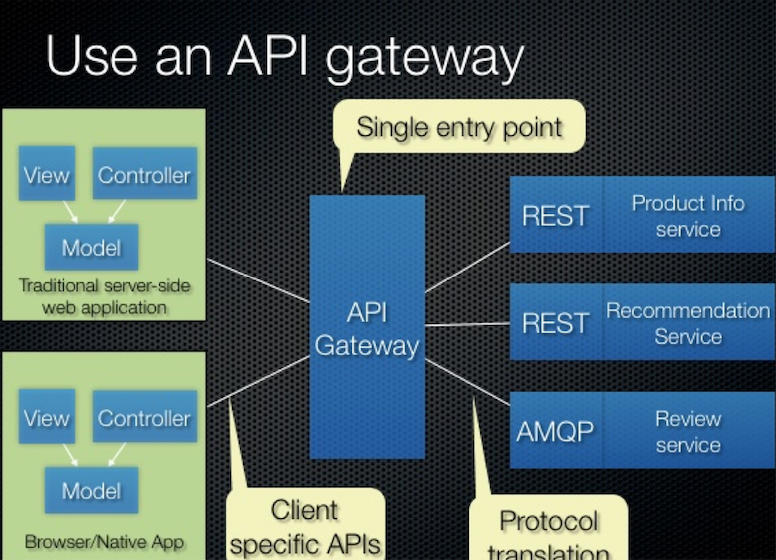 Use an API gateway
Single entry point
View
Controller
Model
Traditional server-side
web application
View
Controller
Model
Browser/Native App
API
Gateway
Client
specific APIs
Protocol
translation
REST
Product Info
service
REST
Recommendation
Service
AMQP
Review
service